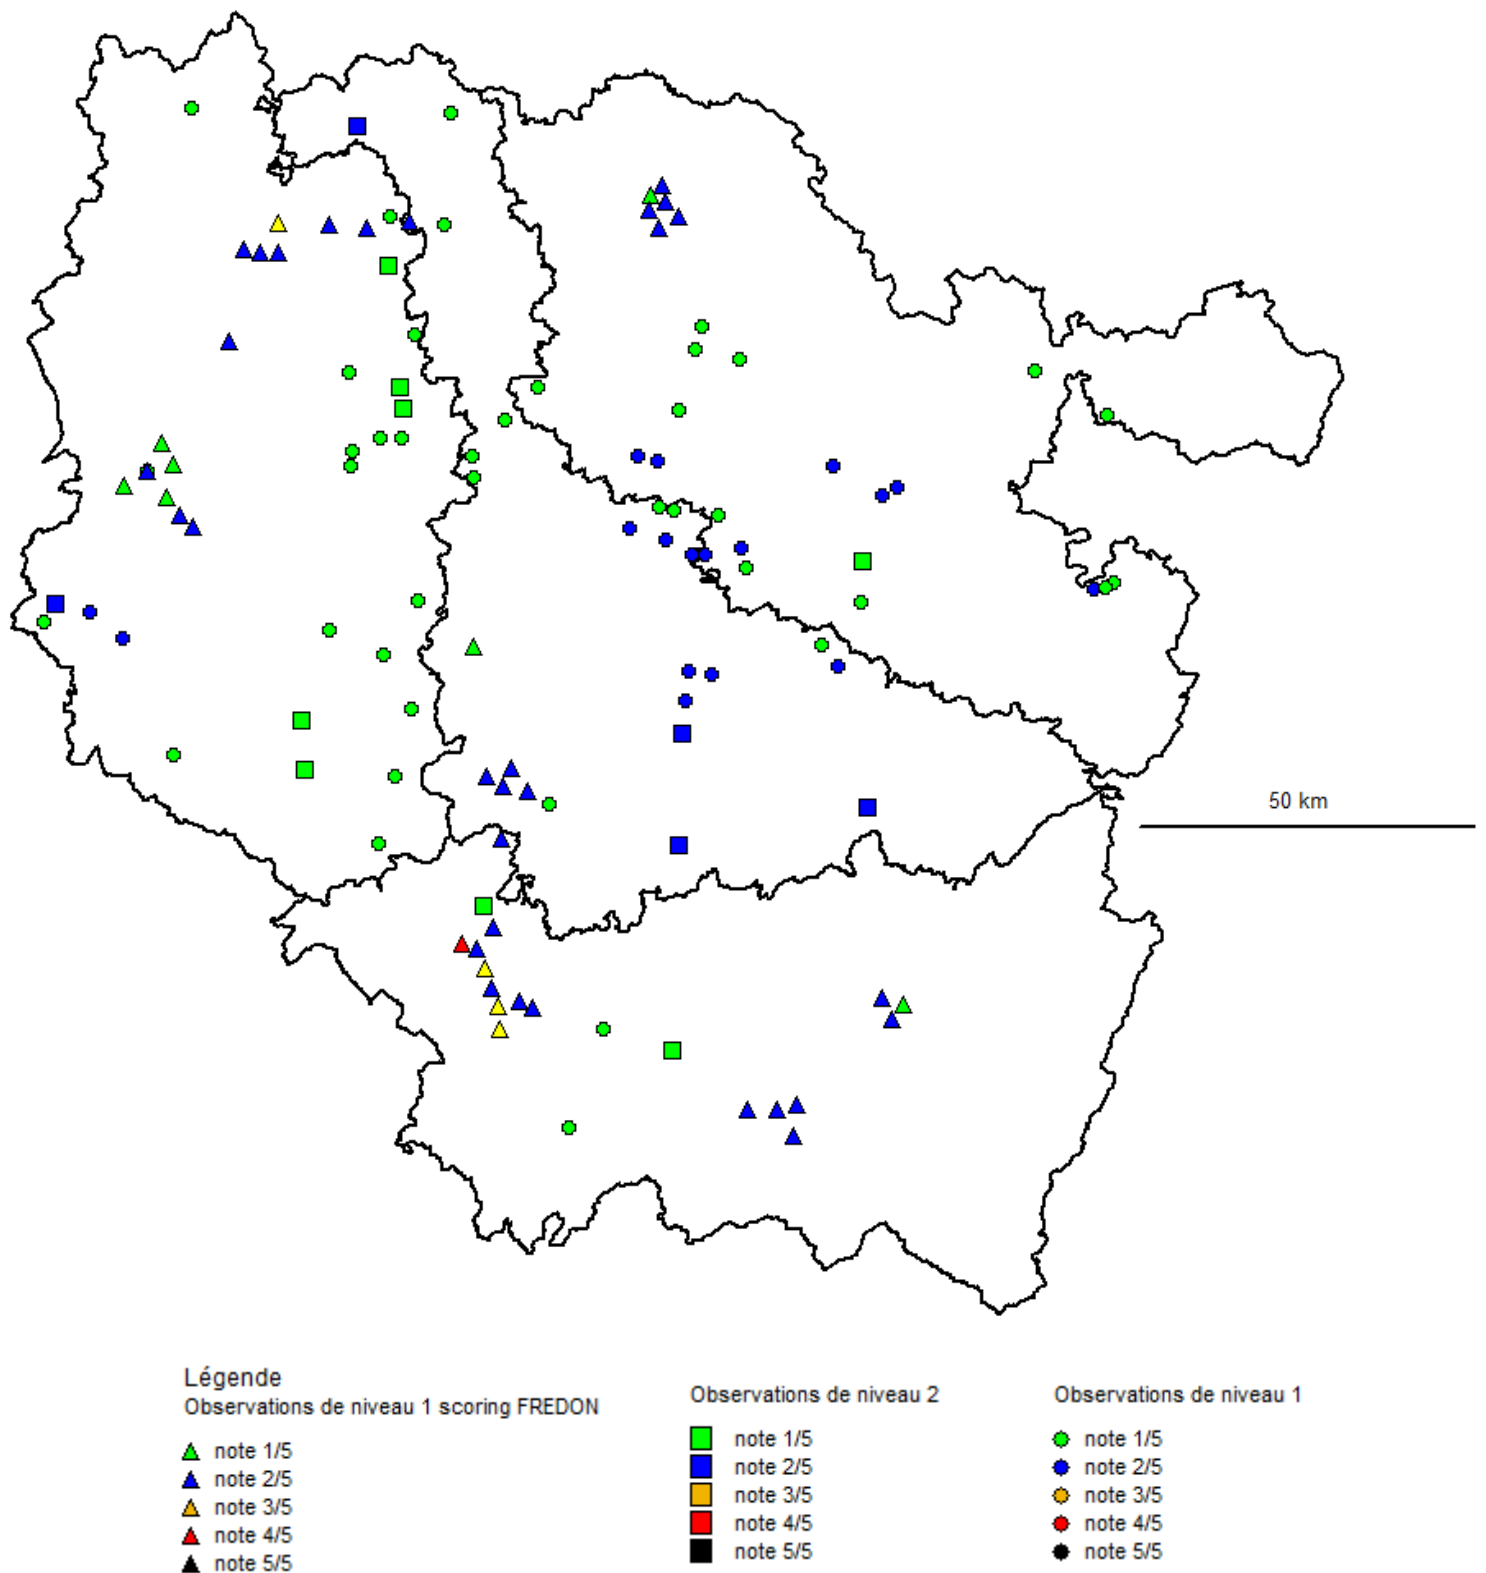 50 km
Légende
Observations de niveau 1 scoring FREDON
note 1/5
note 2/5
note 3/5
note 4/5
note 5/5
Observations de niveau 2
note 1/5
note 2/5
note 3/5
note 4/5
note 5/5
Observations de niveau 1
note 1/5
note 2/5
note 3/5
note 4/5
note 5/5